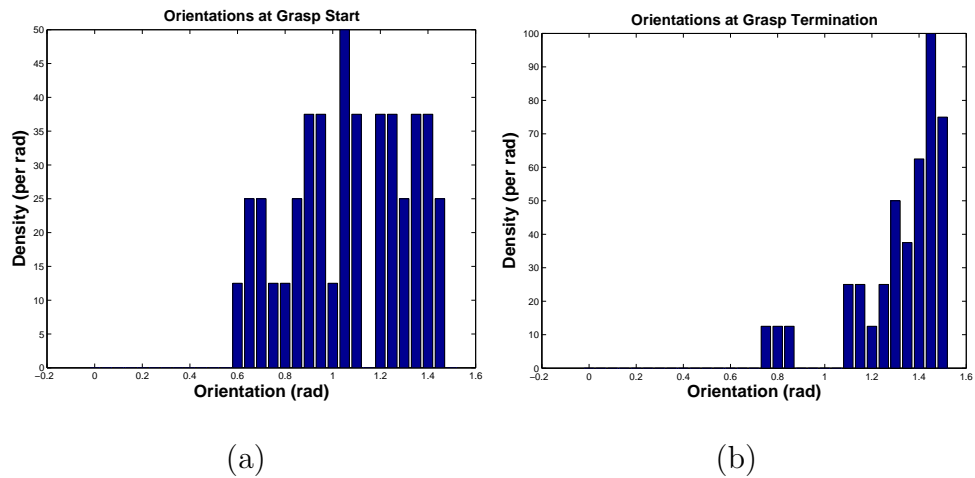 Orientations at Grasp Start
50
45
40
35
30
25
20
15
10
5
0
Density (per rad)
−0.2 0 0.2 0.4 0.6 0.8 1.0 1.2 1.4 1.6
Orientation (rad)
(a)
Orientations at Grasp Termination
100
90
80
70
60
50
40
30
20
10
0
Density (per rad)
−0.2 0 0.2 0.4 0.6 0.8 1.0 1.2 1.4 1.6
Orientation (rad)
(b)